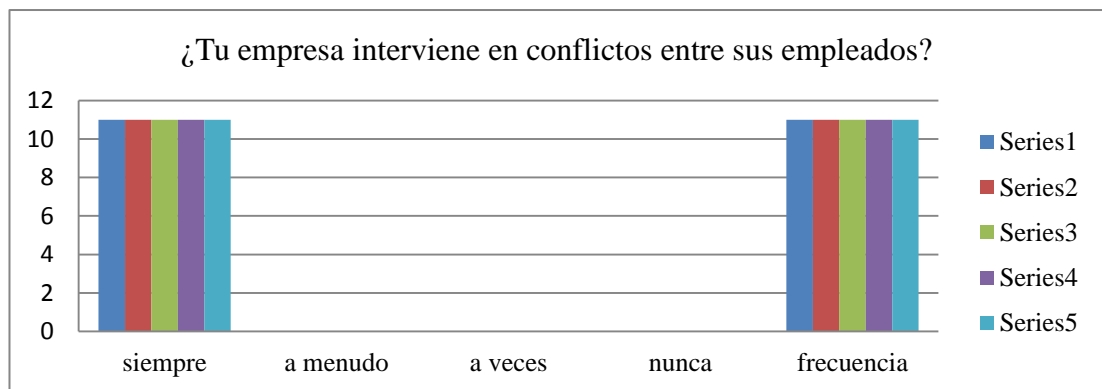 ¿Tu empresa interviene en conflictos entre sus empleados?
12
10
8
6
4
2
0
siempre a menudo a veces nunca frecuencia
Series1
Series2
Series3
Series4
Series5